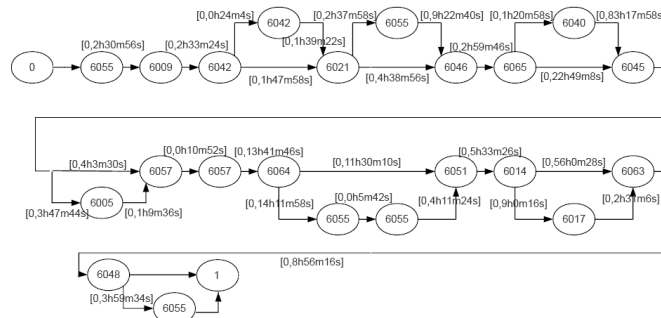 [0,0h24m4s] 6042 [0,2h37m58s] 6055 [0,9h22m40s] [0,1h20m58s] 6040 [0,83h17m58s]
[0,2h30m56s] [0,2h33m24s] [0,1h39m22s] [0,2h59m46s]
0 6055 6009 6042 6021 6046 6065 6045
[0,1h47m58s] [0,4h38m56s] [0,22h49m8s]
[0,0h10m52s] [0,13h41m46s] [0,5h33m26s]
[0,4h3m30s] 6057 6057 6064 [0,11h30m10s] 6051 6014 [0,56h0m28s] 6063
[0,3h47m44s] 6005 [0,1h9m36s] [0,14h11m58s] [0,0h5m42s] [0,4h11m24s] [0,9h0m16s] [0,2h31m6s]
6055 6055 6017
[0,8h56m16s]
6048 1
[0,3h59m34s] 6055